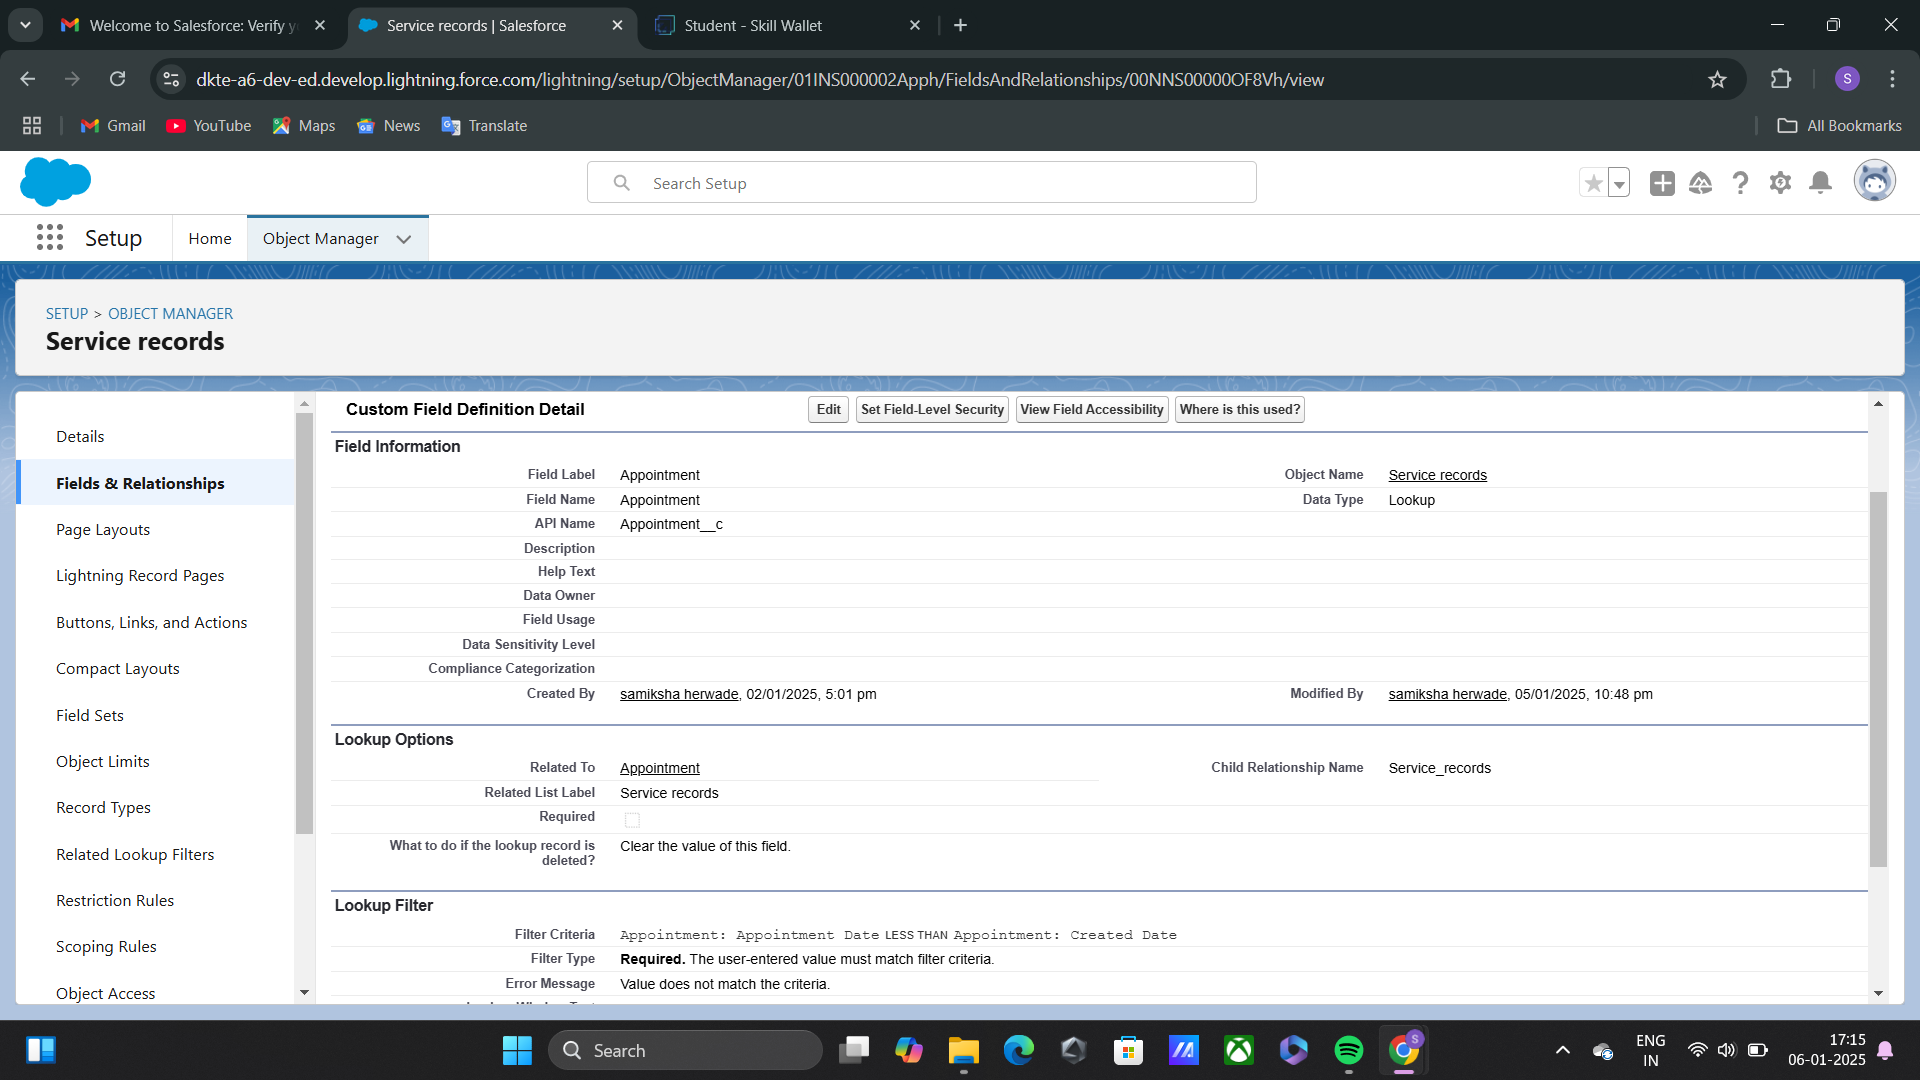 Welcome to Salesforce: Verify y
Service records | Salesforce
Student - Skill Wallet
dkte-a6-dev-ed.develop.lightning.force.com/lightning/setup/ObjectManager/01INS000002Apph/FieldsAndRelationships/00NNS00000OF8Vh/view
S
Gmail
YouTube
Maps
News
Translate
All Bookmarks
Search Setup
Setup
Home
Object Manager
SETUP > OBJECT MANAGER
Service records
Details
Fields & Relationships
Page Layouts
Lightning Record Pages
Buttons, Links, and Actions
Compact Layouts
Field Sets
Object Limits
Record Types
Related Lookup Filters
Restriction Rules
Scoping Rules
Object Access
Custom Field Definition Detail
Edit
Set Field-Level Security
View Field Accessibility
Where is this used?
Field Information
Field Label Appointment Object Name Service records
Field Name Appointment Data Type Lookup
API Name Appointment__c
Description
Help Text
Data Owner
Field Usage
Data Sensitivity Level
Compliance Categorization
Created By samiksha herwade, 02/01/2025, 5:01 pm Modified By samiksha herwade, 05/01/2025, 10:48 pm
Lookup Options
Related To Appointment Child Relationship Name Service_records
Related List Label Service records
Required
What to do if the lookup record is
deleted? Clear the value of this field.
Lookup Filter
Filter Criteria Appointment: Appointment Date LESS THAN Appointment: Created Date
Filter Type Required. The user-entered value must match filter criteria.
Error Message Value does not match the criteria.
Search
S
ENG
IN
17:15
06-01-2025